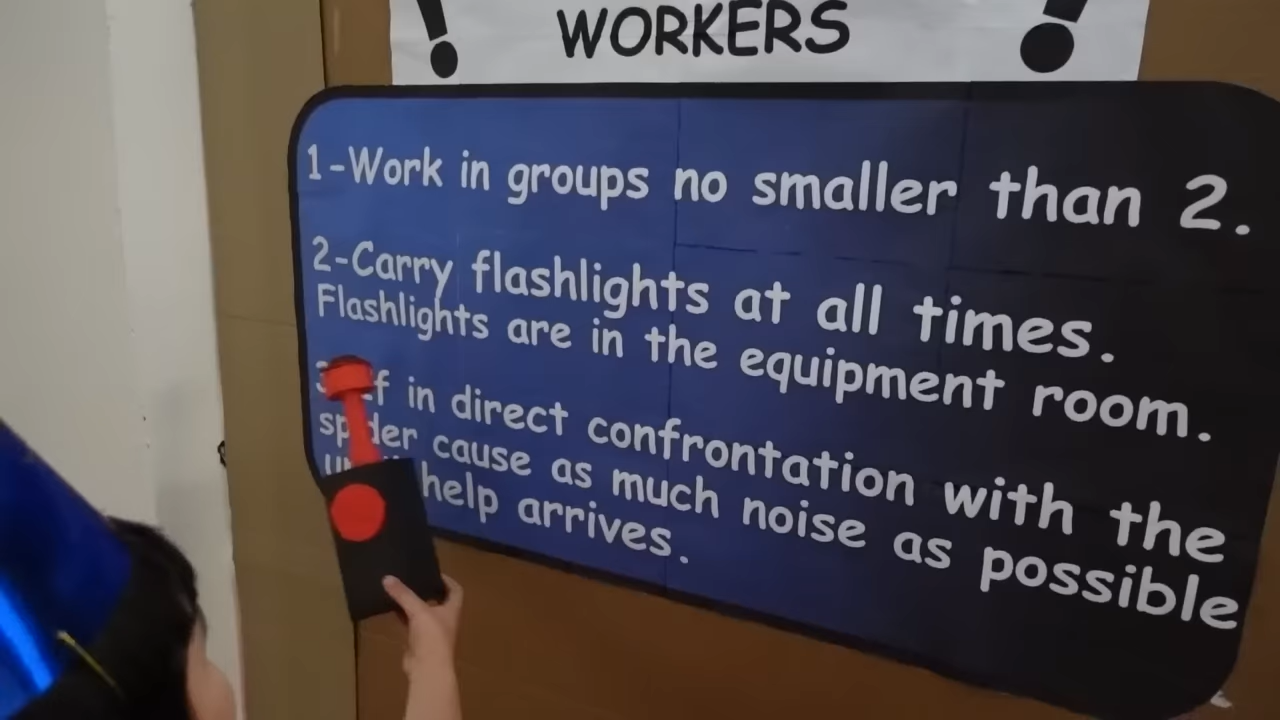 ! WORKERS !
1-Work in groups no smaller than 2.
2-Carry flashlights at all times.
Flashlights are in the equipment room.
in direct confrontation with the
cause as much noise as possible
help arrives.